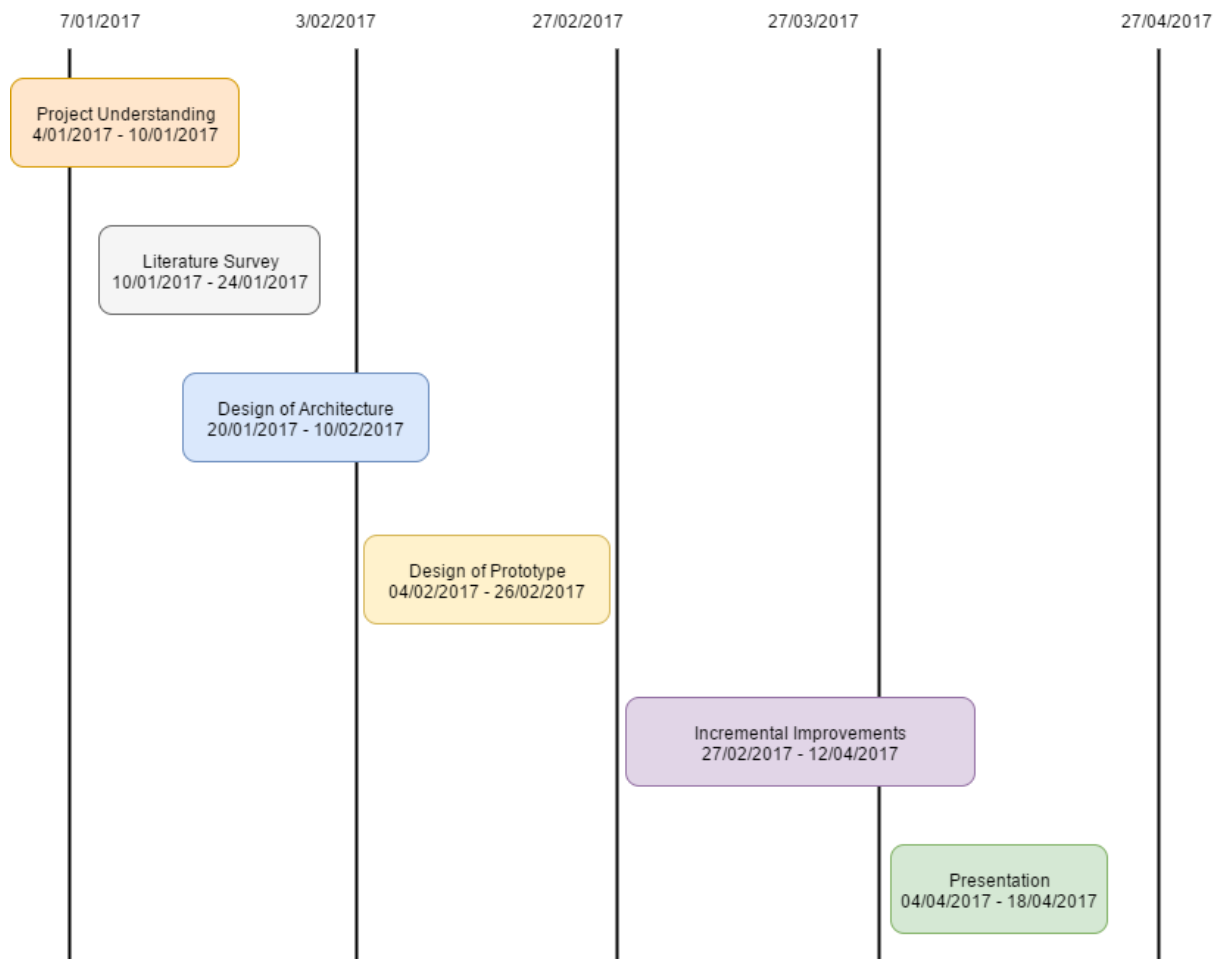 7/01/2017
3/02/2017
27/02/2017
27/03/2017
27/04/2017
Project Understanding
4/01/2017 - 10/01/2017
Literature Survey
10/01/2017 - 24/01/2017
Design of Architecture
20/01/2017 - 10/02/2017
Design of Prototype
04/02/2017 - 26/02/2017
Incremental Improvements
27/02/2017 - 12/04/2017
Presentation
04/04/2017 - 18/04/2017